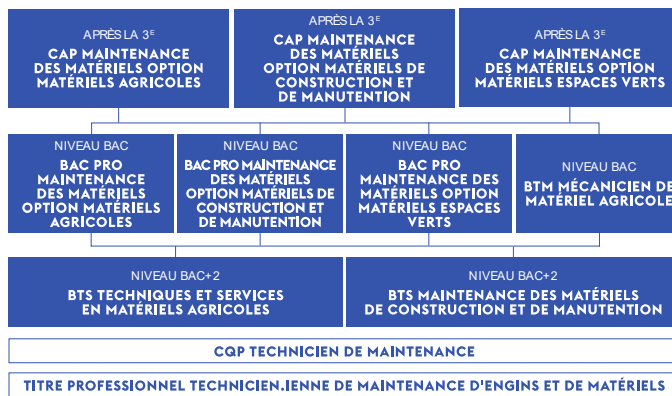 APRÈS LA 3E
CAP MAINTENANCE
DES MATÉRIELS OPTION
MATÉRIELS AGRICOLES
APRÈS LA 3E
CAP MAINTENANCE
DES MATÉRIELS
OPTION MATÉRIELS DE
CONSTRUCTION ET
DE MANUTENTION
APRÈS LA 3E
CAP MAINTENANCE
DES MATÉRIELS OPTION
MATÉRIELS ESPACES VERTS
NIVEAU BAC
BAC PRO
MAINTENANCE
DES MATÉRIELS
OPTION MATÉRIELS
AGRICOLES
NIVEAU BAC
BAC PRO MAINTENANCE
DES MATÉRIELS
OPTION MATÉRIELS DE
CONSTRUCTION ET
DE MANUTENTION
NIVEAU BAC
BAC PRO
MAINTENANCE DES
MATÉRIELS OPTION
MATÉRIELS ESPACES
VERTS
NIVEAU BAC
BTM MÉCANICIEN DE
MATÉRIEL AGRICOLE
NIVEAU BAC+2
BTS TECHNIQUES ET SERVICES
EN MATÉRIELS AGRICOLES
NIVEAU BAC+2
BTS MAINTENANCE DES MATÉRIELS
DE CONSTRUCTION ET DE MANUTENTION
CQP TECHNICIEN DE MAINTENANCE
TITRE PROFESSIONNEL TECHNICIEN.IENNE DE MAINTENANCE D'ENGINS ET DE MATÉRIELS